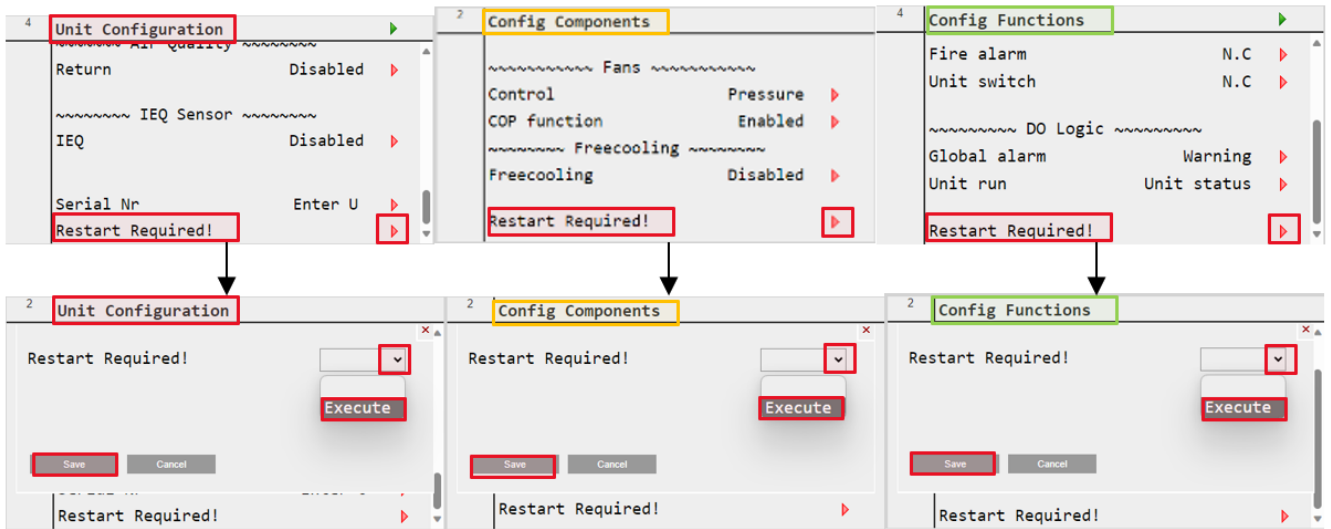 4
Unit Configuration
~~~~~~ Air Quality ~~~~~~~~
Return Disabled
~~~~~~~~ IEQ Sensor ~~~~~~~~
IEQ Disabled
Serial Nr Enter U
Restart Required!
2
Config Components
~~~~~~~~~~~ Fans ~~~~~~~~~~~
Control Pressure
COP function Enabled
~~~~~~~~ Freecooling ~~~~~~~~
Freecooling Disabled
Restart Required!
4
Config Functions
Fire alarm N.C
Unit switch N.C
~~~~~~~~~ DO Logic ~~~~~~~~~
Global alarm Warning
Unit run Unit status
Restart Required!
2
Unit Configuration
Restart Required!
Execute
Save Cancel
Restart Required!
2
Config Components
Restart Required!
Execute
Save Cancel
Restart Required!
2
Config Functions
Restart Required!
Execute
Save Cancel
Restart Required!